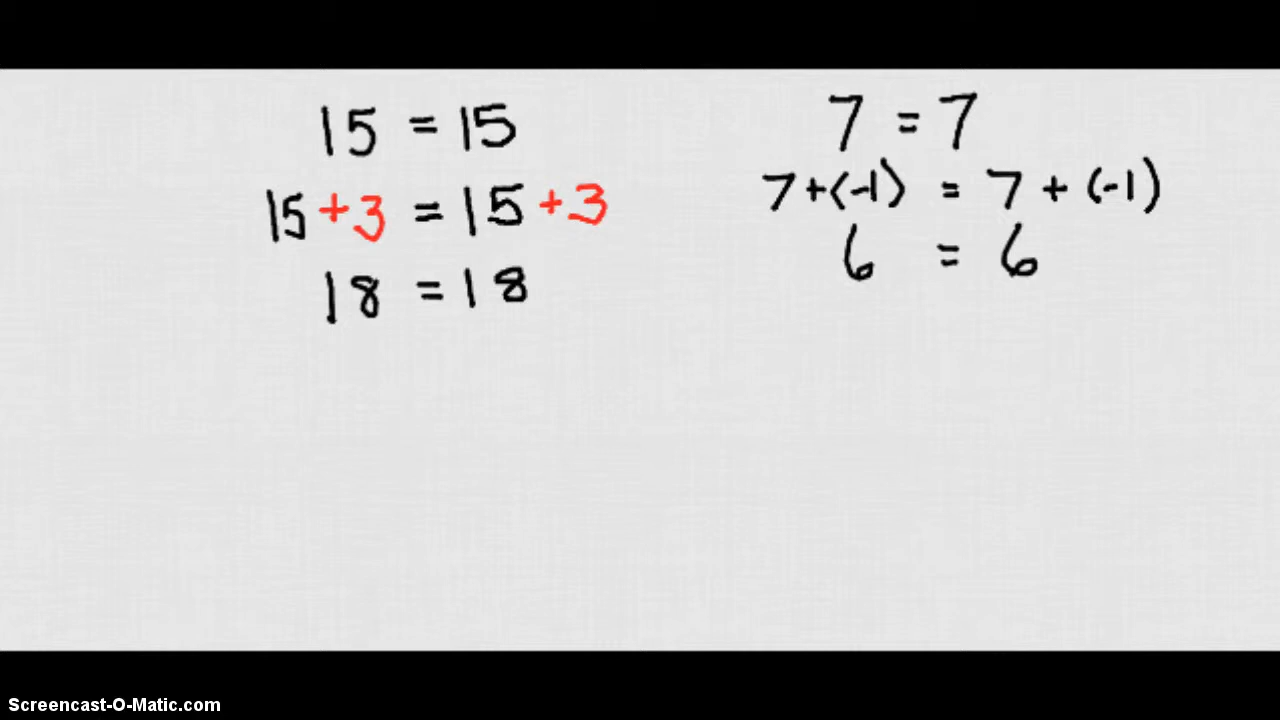 15 = 15
15 + 3 = 15 + 3
18 = 18
7 = 7
7 + (-1) = 7 + (-1)
6 = 6
Screencast-O-Matic.com